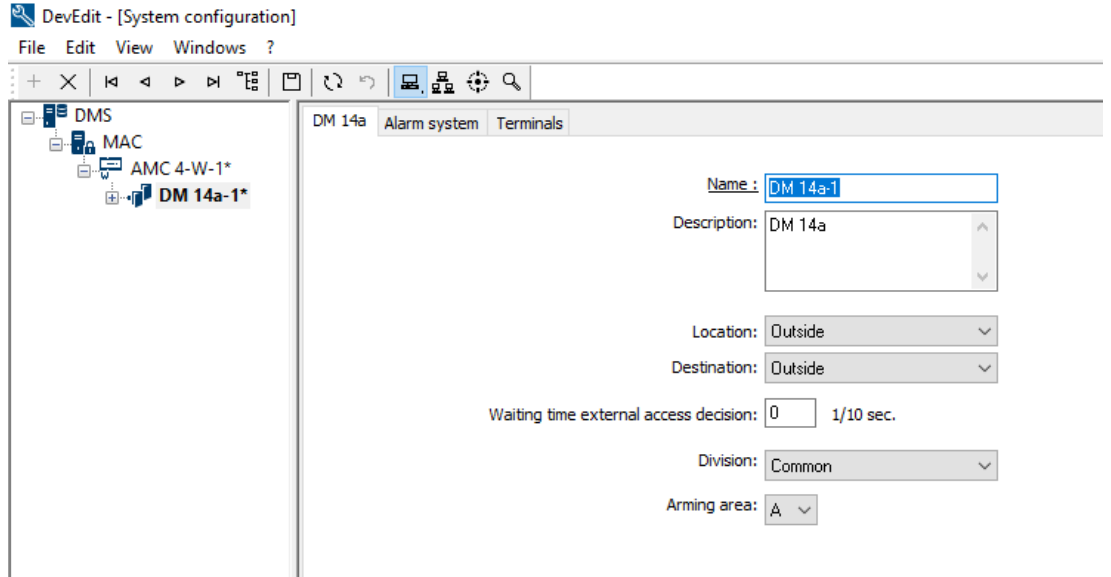 DevEdit - [System configuration]
File Edit View Windows ?
DMS
MAC
AMC 4-W-1*
DM 14a-1*
DM 14a Alarm system Terminals
Name : DM 14a-1
Description: DM 14a
Location: Outside
Destination: Outside
Waiting time external access decision: 0 1/10 sec.
Division: Common
Arming area: A